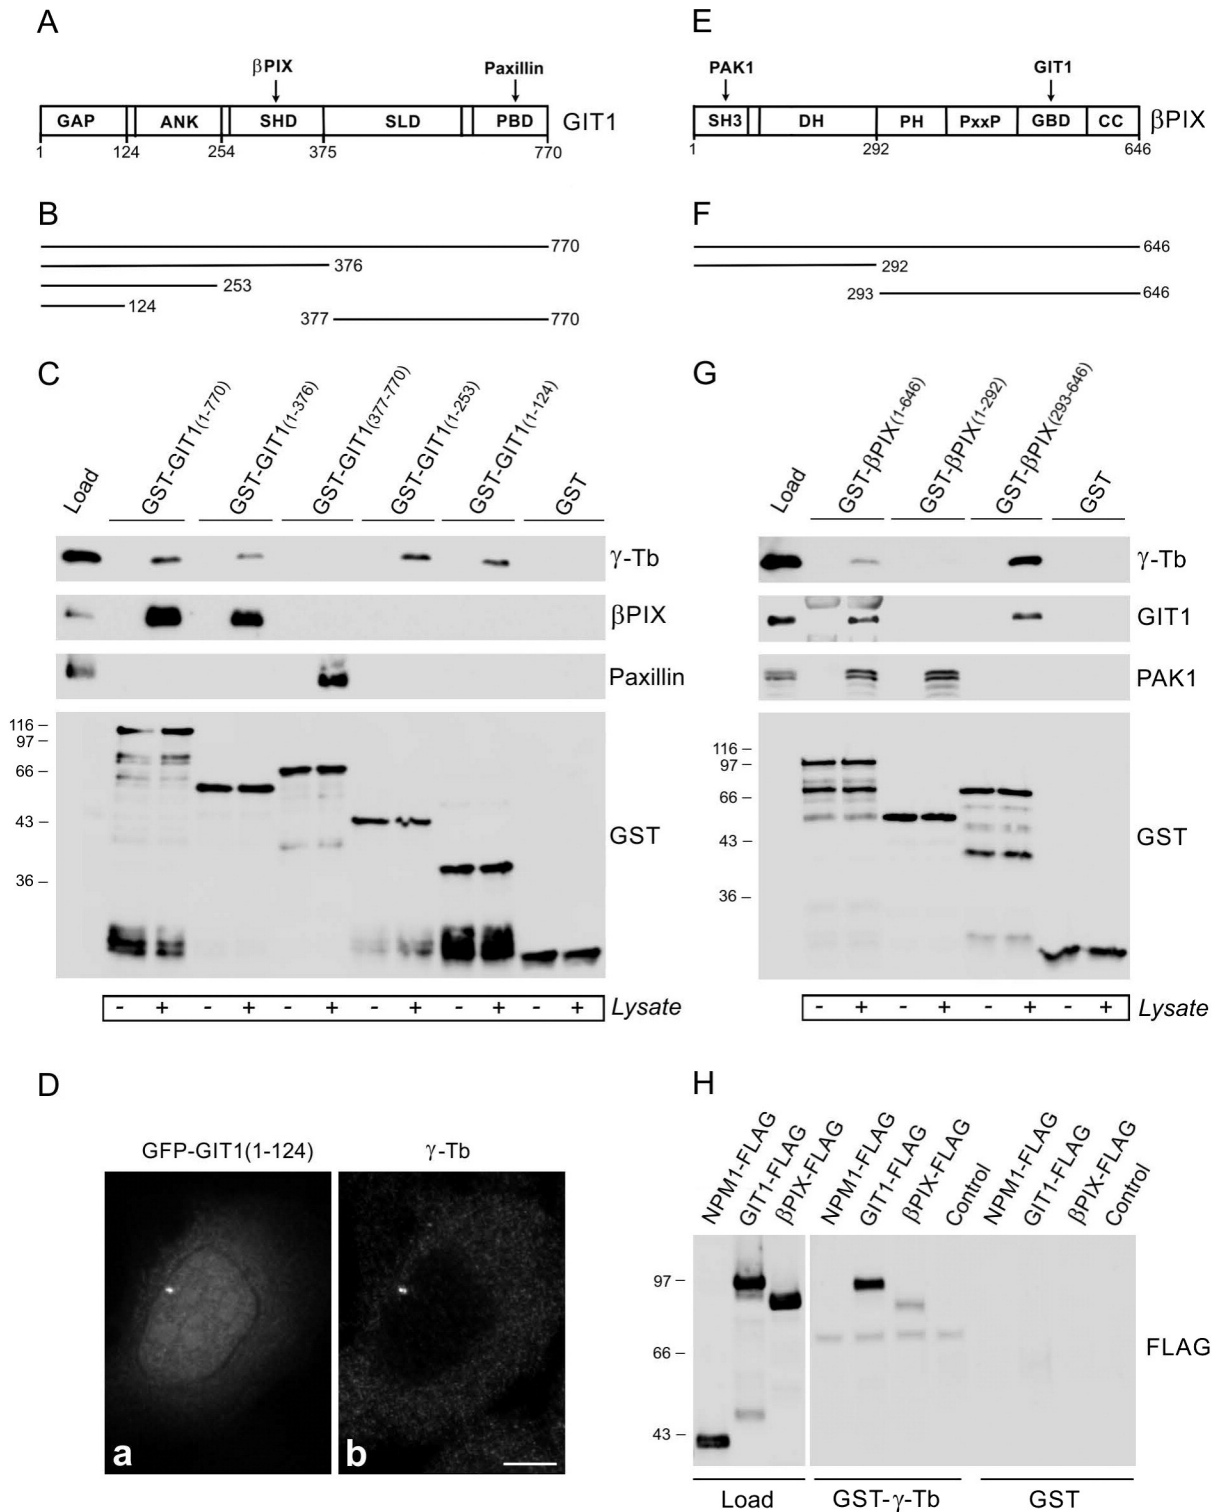 A
βPIX
Paxillin
GAP ANK SHD SLD PBD GIT1
1 124 254 375 770
B
770
376
253
124
377 770
C
Load GST-GIT1(1-770) GST-GIT1(1-376) GST-GIT1(377-770) GST-GIT1(1-253) GST-GIT1(1-124) GST
γ-Tb
βPIX
Paxillin
116
97
66
43
36
GST
- + - + - + - + - + - + Lysate
D
GFP-GIT1(1-124) γ-Tb
a b
E
PAK1 GIT1
SH3 DH PH PxxP GBD CC βPIX
1 292 646
F
646
292
293 646
G
Load GST-βPIX(1-646) GST-βPIX(1-292) GST-βPIX(293-646) GST
γ-Tb
GIT1
PAK1
116
97
66
43
36
GST
- + - + - + - + Lysate
H
NPM1-FLAG GIT1-FLAG βPIX-FLAG NPM1-FLAG GIT1-FLAG βPIX-FLAG Control NPM1-FLAG GIT1-FLAG βPIX-FLAG Control
97
66
43
FLAG
Load GST-γ-Tb GST